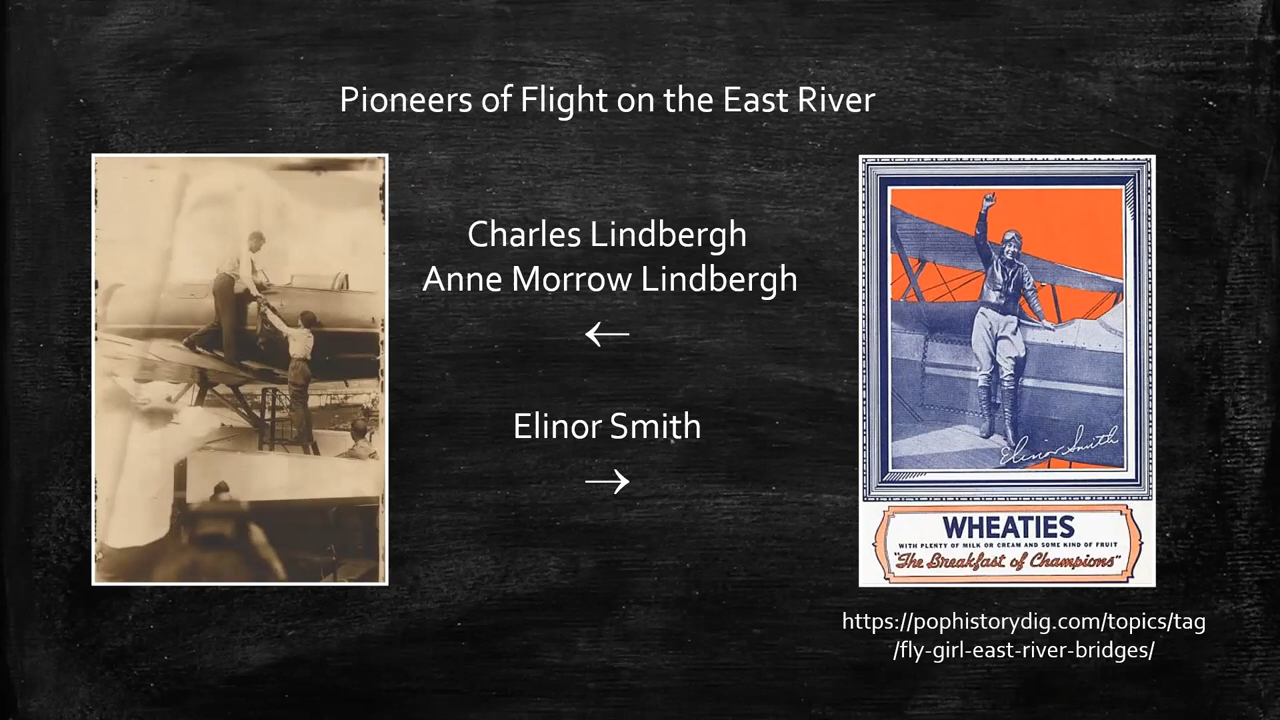 Pioneers of Flight on the East River
Charles Lindbergh
Anne Morrow Lindbergh
←
Elinor Smith
→
Elinor Smith
WHEATIES
WITH PLENTY OF MILK OR CREAM AND SOME KIND OF FRUIT
"The Breakfast of Champions"
https://pophistorydig.com/topics/tag
/fly-girl-east-river-bridges/